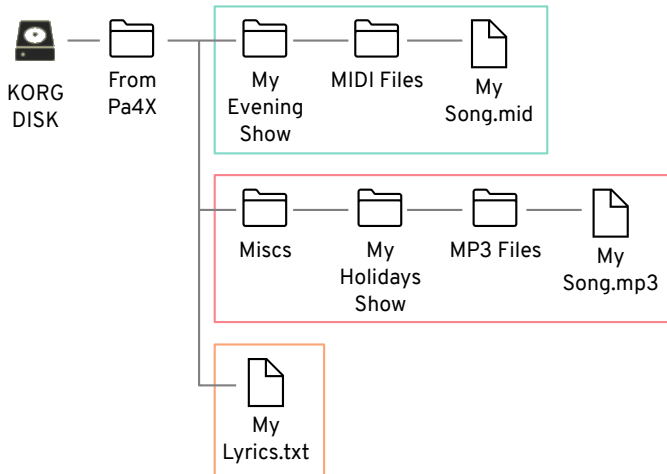 KORG
DISK
From
Pa4X
My
Evening
Show
MIDI Files
My
Song.mid
Miscs
My
Holidays
Show
MP3 Files
My
Song.mp3
My
Lyrics.txt